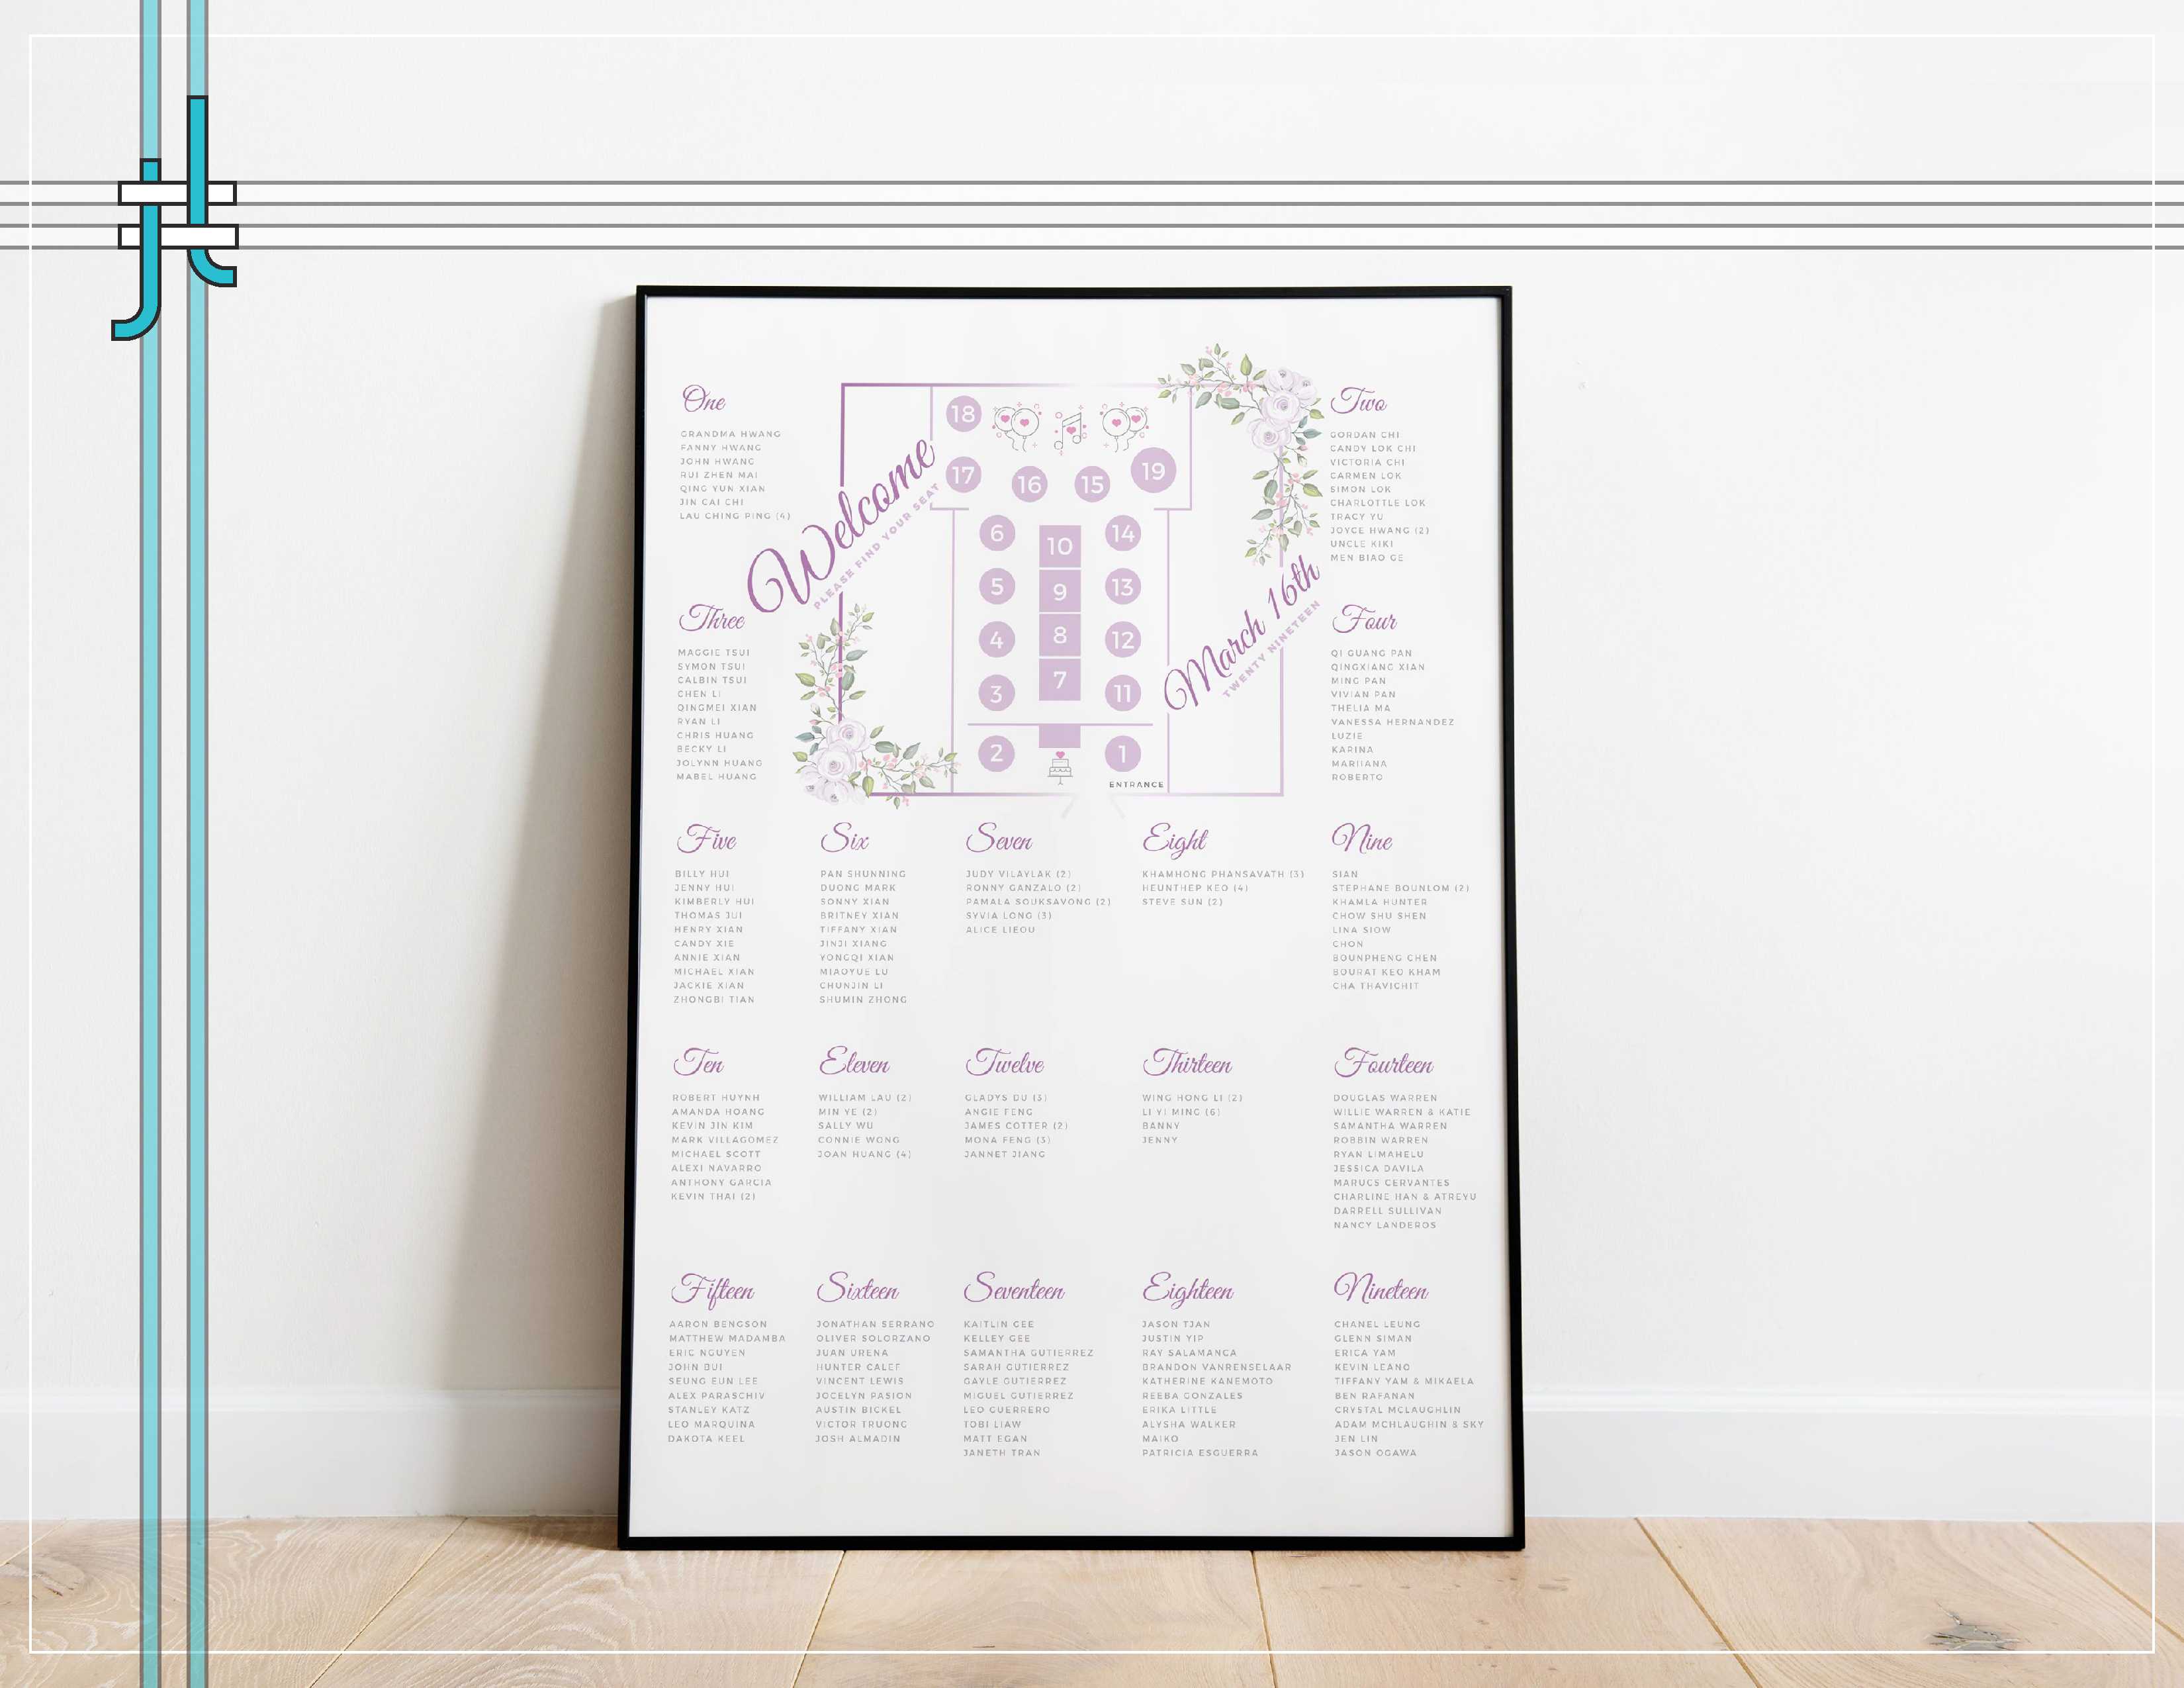 jt
One
GRANDMA HWANG
FANNY HWANG
JOHN HWANG
RUI ZHEN MAI
QING YUN XIAN
JIN CAI CHI
LAU CHING PING (4)
Welcome
PLEASE FIND YOUR SEAT
18
17
16
15
19
6
10
14
5
9
13
4
8
12
3
7
11
2
1
ENTRANCE
March 16th
TWENTY NINETEEN
Two
GORDAN CHI
CANDY LOK CHI
VICTORIA CHI
CARMEN LOK
SIMON LOK
CHARLOTTLE LOK
TRACY YU
JOYCE HWANG (2)
UNCLE KIKI
MEN BIAO GE
Three
MAGGIE TSUI
SYMON TSUI
CALBIN TSUI
CHEN LI
QINGMEI XIAN
RYAN LI
CHRIS HUANG
BECKY LI
JOLYNN HUANG
MABEL HUANG
Four
QI GUANG PAN
QINGXIANG XIAN
MING PAN
VIVIAN PAN
THELIA MA
VANESSA HERNANDEZ
LUZIE
KARINA
MARIIANA
ROBERTO
Five
BILLY HUI
JENNY HUI
KIMBERLY HUI
THOMAS JUI
HENRY XIAN
CANDY XIE
ANNIE XIAN
MICHAEL XIAN
JACKIE XIAN
ZHONGBI TIAN
Six
PAN SHUNNING
DUONG MARK
SONNY XIAN
BRITNEY XIAN
TIFFANY XIAN
JINJI XIANG
YONGQI XIAN
MIAOYUE LU
CHUNJIN LI
SHUMIN ZHONG
Seven
JUDY VILAYLAK (2)
RONNY GANZALO (2)
PAMALA SOUKSAVONG (2)
SYVIA LONG (3)
ALICE LIEOU
Eight
KHAMHONG PHANSAVATH (3)
HEUNTHEP KEO (4)
STEVE SUN (2)
Nine
SIAN
STEPHANE BOUNLOM (2)
KHAMLA HUNTER
CHOW SHU SHEN
LINA SIOW
CHON
BOUNPHENG CHEN
BOURAT KEO KHAM
CHA THAVICHIT
Ten
ROBERT HUYNH
AMANDA HOANG
KEVIN JIN KIM
MARK VILLAGOMEZ
MICHAEL SCOTT
ALEXI NAVARRO
ANTHONY GARCIA
KEVIN THAI (2)
Eleven
WILLIAM LAU (2)
MIN YE (2)
SALLY WU
CONNIE WONG
JOAN HUANG (4)
Twelve
GLADYS DU (3)
ANGIE FENG
JAMES COTTER (2)
MONA FENG (3)
JANNET JIANG
Thirteen
WING HONG LI (2)
LI YI MING (6)
BANNY
JENNY
Fourteen
DOUGLAS WARREN
WILLIE WARREN & KATIE
SAMANTHA WARREN
ROBBIN WARREN
RYAN LIMAHELU
JESSICA DAVILA
MARUCS CERVANTES
CHARLINE HAN & ATREYU
DARRELL SULLIVAN
NANCY LANDEROS
Fifteen
AARON BENGSON
MATTHEW MADAMBA
ERIC NGUYEN
JOHN BUI
SEUNG EUN LEE
ALEX PARASCHIV
STANLEY KATZ
LEO MARQUINA
DAKOTA KEEL
Sixteen
JONATHAN SERRANO
OLIVER SOLORZANO
JUAN URENA
HUNTER CALEF
VINCENT LEWIS
JOCELYN PASION
AUSTIN BICKEL
VICTOR TRUONG
JOSH ALMADIN
Seventeen
KAITLIN GEE
KELLEY GEE
SAMANTHA GUTIERREZ
SARAH GUTIERREZ
GAYLE GUTIERREZ
MIGUEL GUTIERREZ
LEO GUERRERO
TOBI LIAW
MATT EGAN
JANETH TRAN
Eighteen
JASON TJAN
JUSTIN YIP
RAY SALAMANCA
BRANDON VANRENSELAAR
KATHERINE KANEMOTO
REEBA GONZALES
ERIKA LITTLE
ALYSHA WALKER
MAIKO
PATRICIA ESGUERRA
Nineteen
CHANEL LEUNG
GLENN SIMAN
ERICA YAM
KEVIN LEANO
TIFFANY YAM & MIKAELA
BEN RAFANAN
CRYSTAL MCLAUGHLIN
ADAM MCHLAUGHIN & SKY
JEN LIN
JASON OGAWA